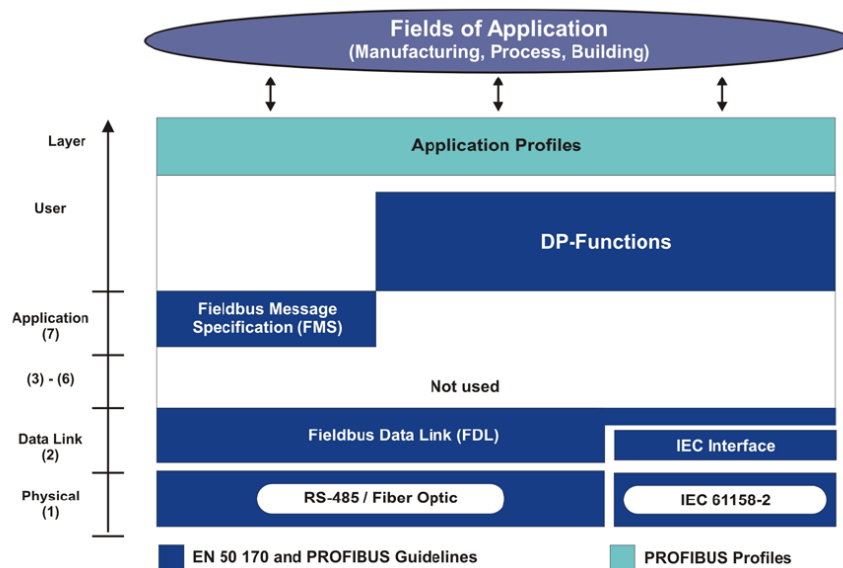 Fields of Application
(Manufacturing, Process, Building)
Layer
Application Profiles
User
DP-Functions
Application
(7)
Fieldbus Message
Specification (FMS)
(3) - (6)
Not used
Data Link
(2)
Fieldbus Data Link (FDL)
IEC Interface
Physical
(1)
RS-485 / Fiber Optic
IEC 61158-2
EN 50 170 and PROFIBUS Guidelines
PROFIBUS Profiles